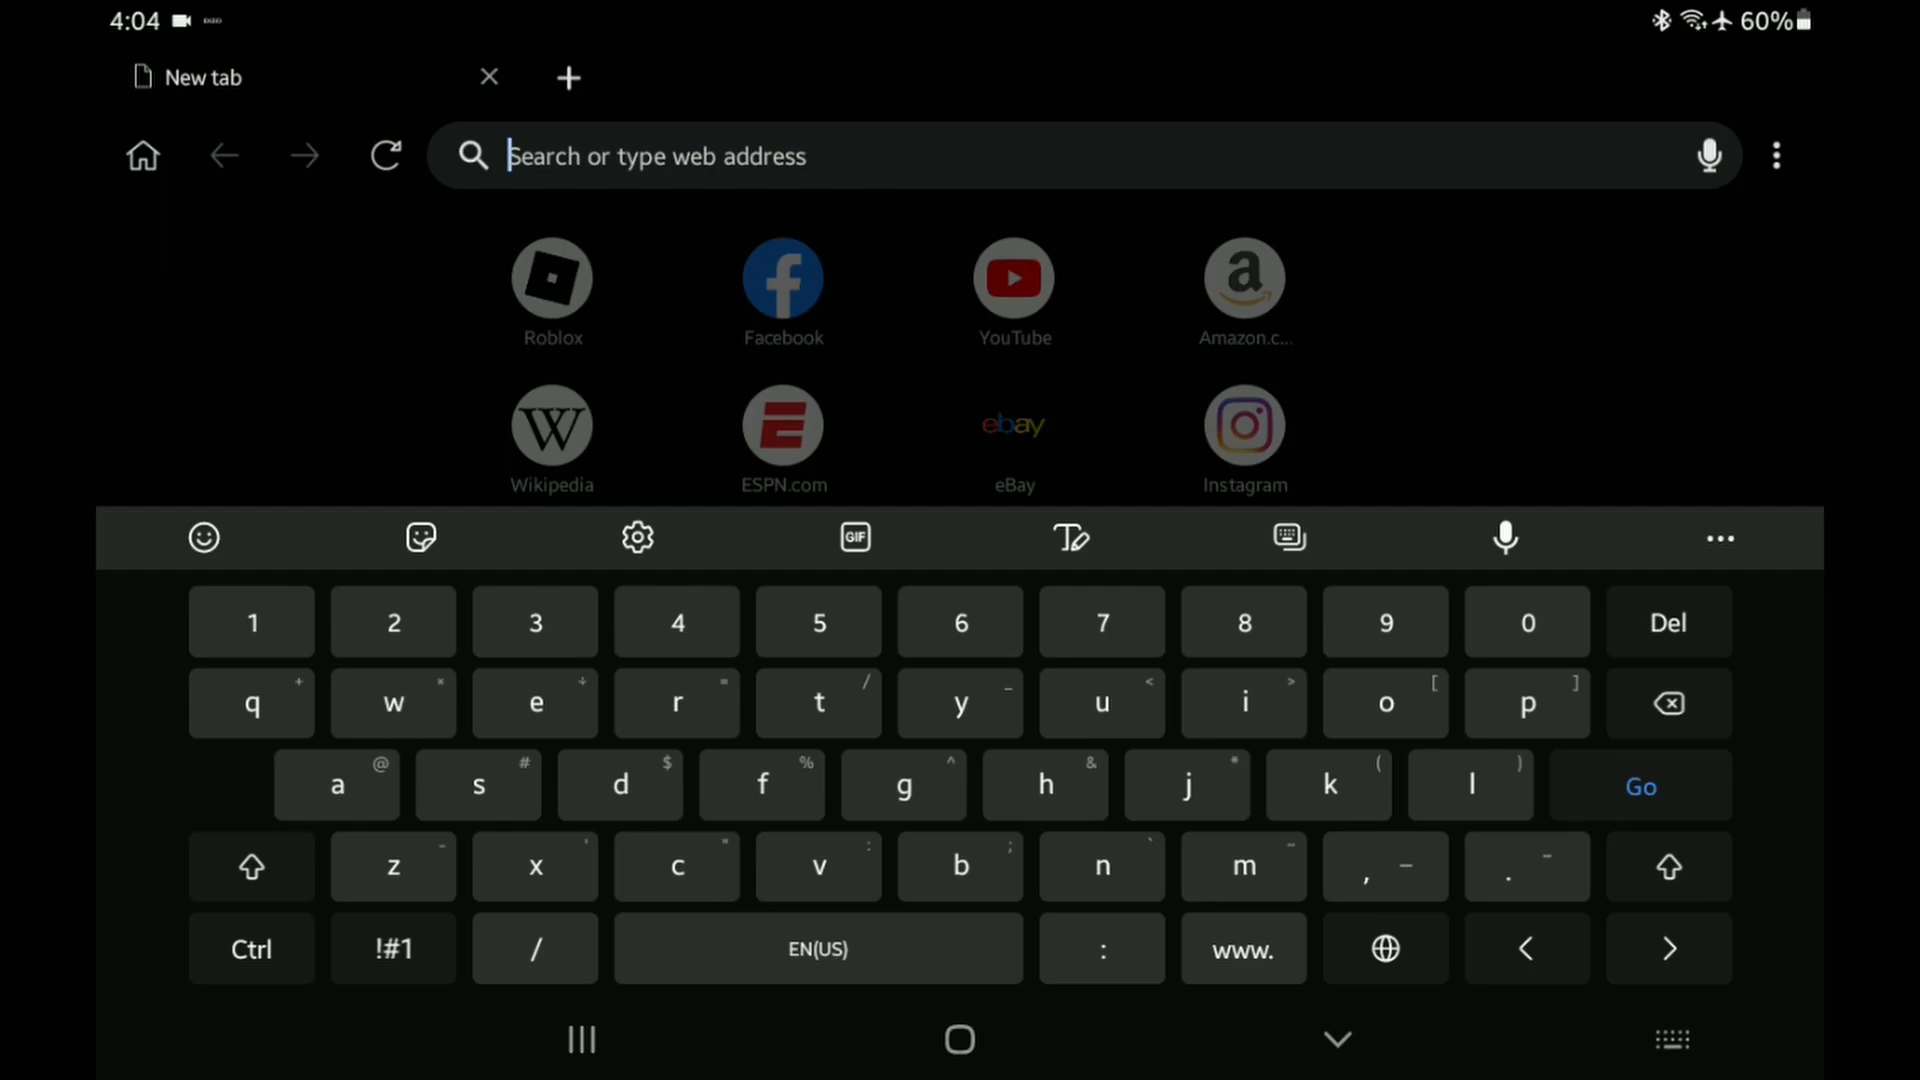 4:04
60%
New tab
Search or type web address
Roblox Facebook YouTube Amazon.c...
Wikipedia ESPN.com eBay Instagram
GIF
1 2 3 4 5 6 7 8 9 0 Del
q + w × e ÷ r = t / y _ u < i > o [ p ]
a @ s # d $ f % g ^ h & j * k ( l ) Go
z - x ' c " v : b ; n ` m , .
Ctrl !#1 / EN(US) : www. < >